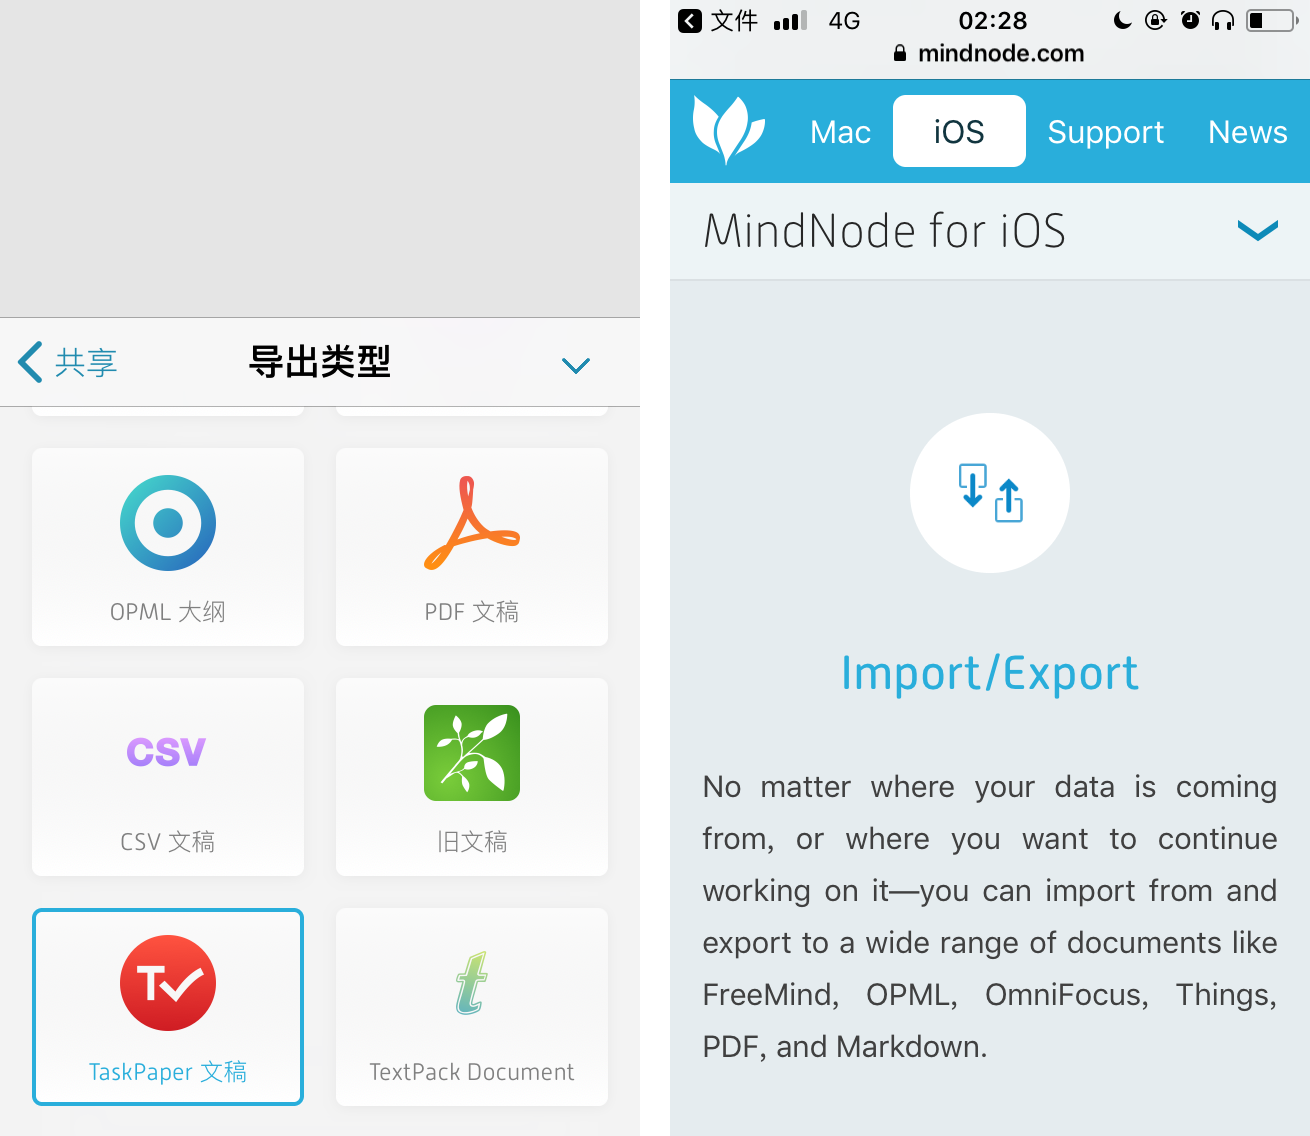 共享
导出类型
OPML 大纲
PDF 文稿
CSV
CSV 文稿
旧文稿
T
TaskPaper 文稿
t
TextPack Document
文件 4G 02:28
mindnode.com
Mac iOS Support News
MindNode for iOS
Import/Export
No matter where your data is coming
from, or where you want to continue
working on it—you can import from and
export to a wide range of documents like
FreeMind, OPML, OmniFocus, Things,
PDF, and Markdown.